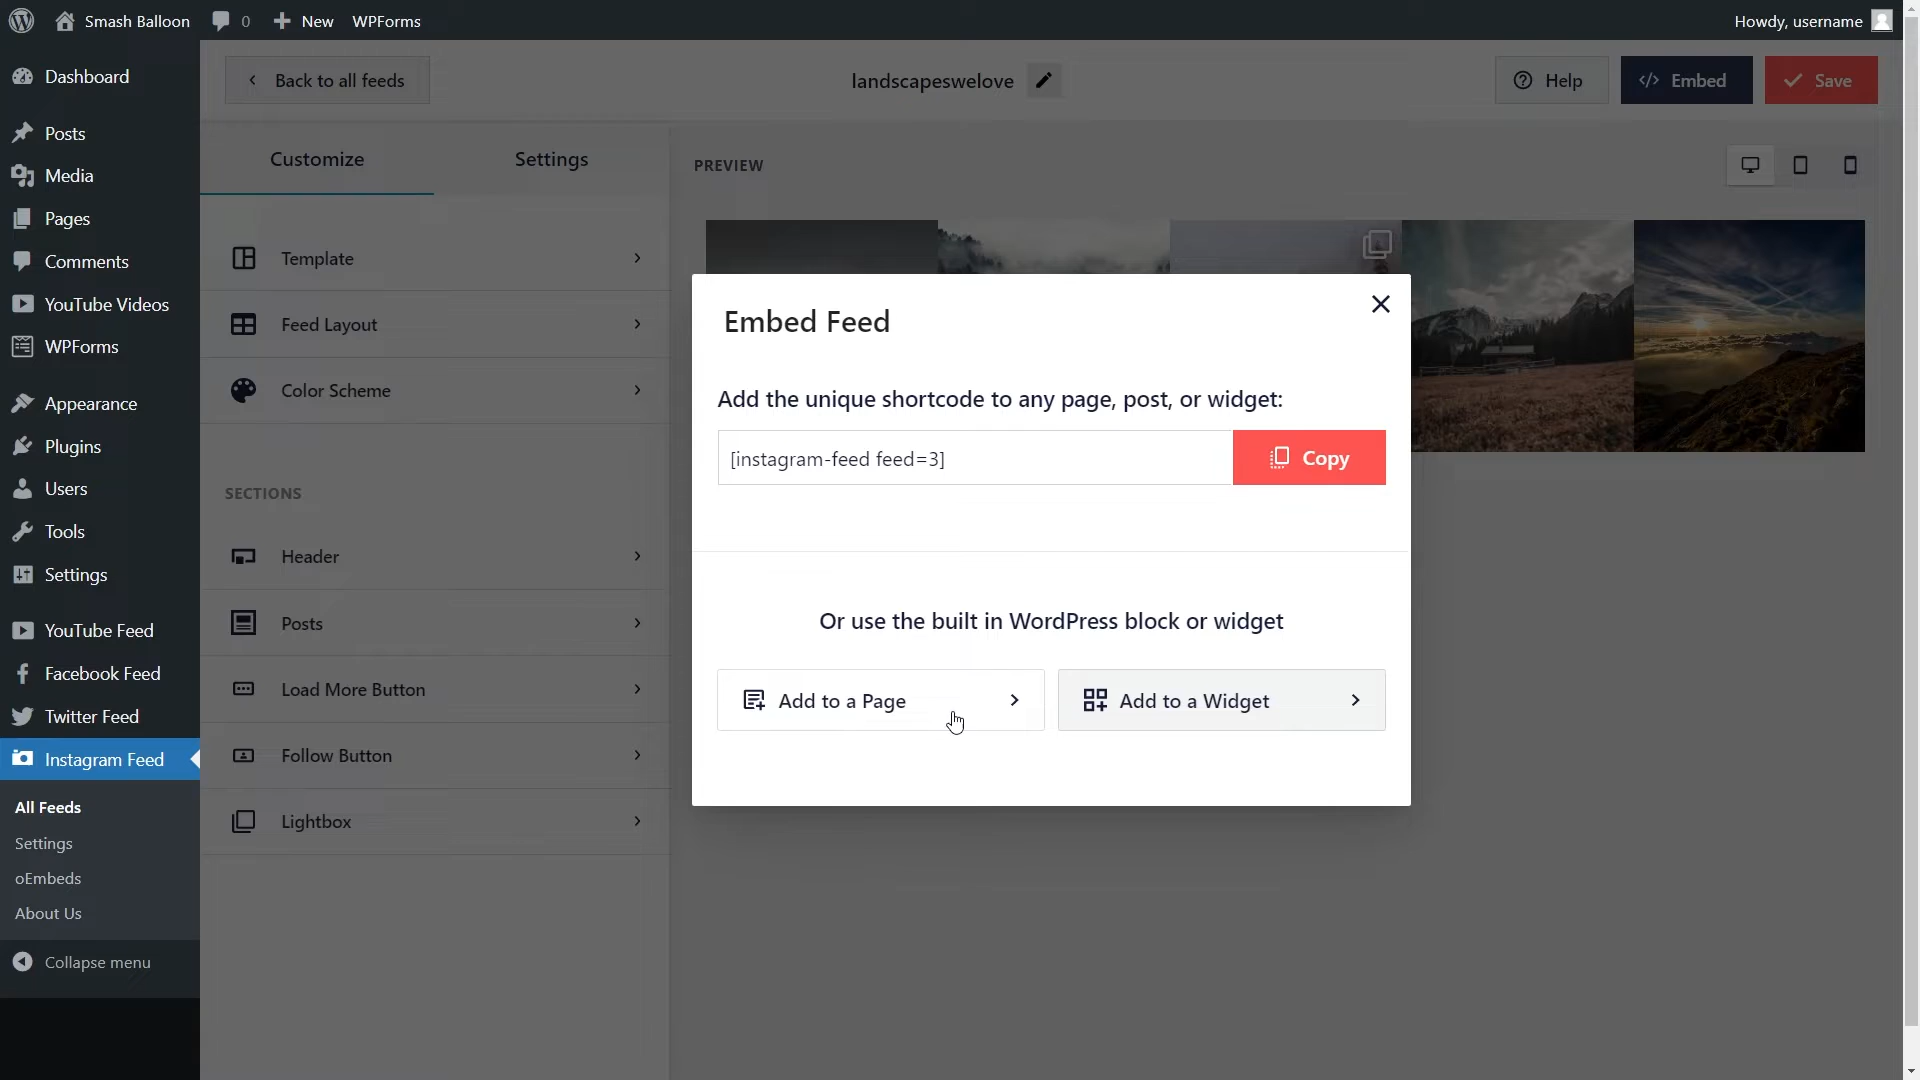 Smash Balloon
0
New
WPForms
Howdy, username
Dashboard
Posts
Media
Pages
Comments
YouTube Videos
WPForms
Appearance
Plugins
Users
Tools
Settings
YouTube Feed
Facebook Feed
Twitter Feed
Instagram Feed
All Feeds
Settings
oEmbeds
About Us
Collapse menu
Back to all feeds
landscapeswelove
Help
</> Embed
Save
Customize
Settings
Template
Feed Layout
Color Scheme
SECTIONS
Header
Posts
Load More Button
Follow Button
Lightbox
PREVIEW
Embed Feed
Add the unique shortcode to any page, post, or widget:
[instagram-feed feed=3]
Copy
Or use the built in WordPress block or widget
Add to a Page
Add to a Widget